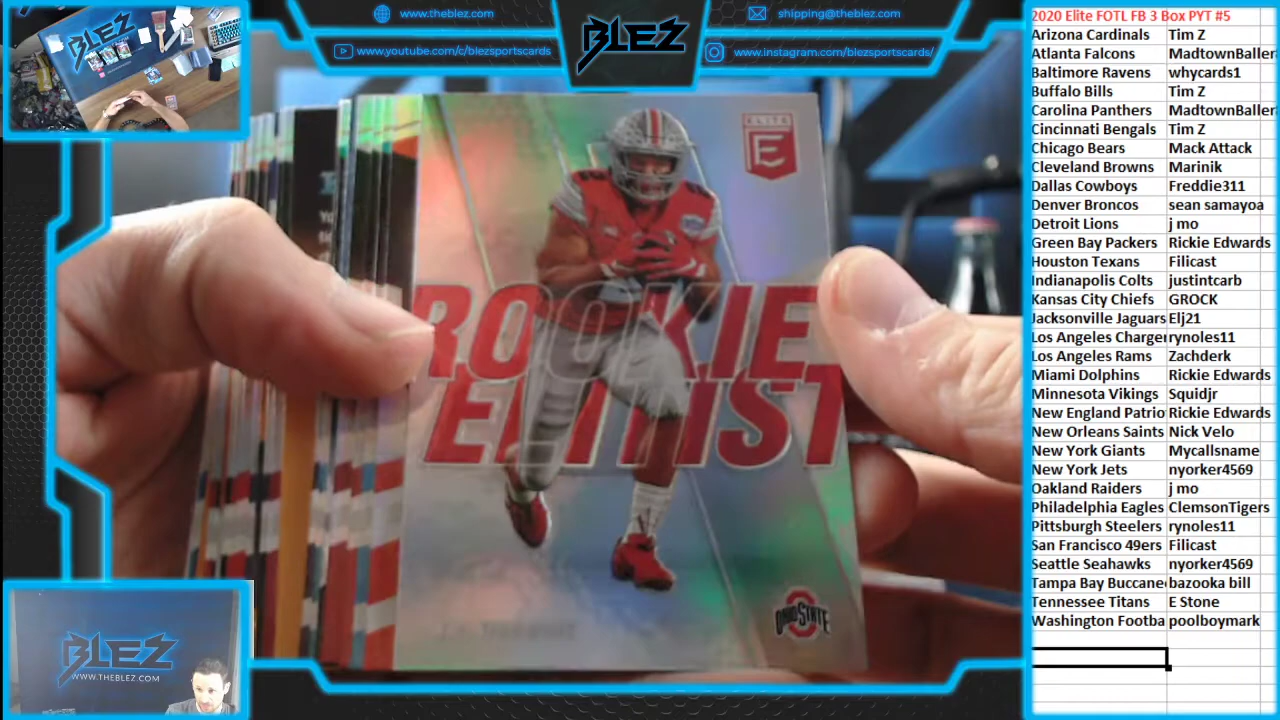 www.theblez.com
www.youtube.com/c/blezsportscards
BLEZ
shipping@theblez.com
www.instagram.com/blezsportscards/
ELITE
E
ROOKIE
ELITIST
OHIO STATE
BLEZ
WWW.THEBLEZ.COM
2020 Elite FOTL FB 3 Box PYT #5
Arizona Cardinals Tim Z
Atlanta Falcons MadtownBaller
Baltimore Ravens whycards1
Buffalo Bills Tim Z
Carolina Panthers MadtownBaller
Cincinnati Bengals Tim Z
Chicago Bears Mack Attack
Cleveland Browns Marinik
Dallas Cowboys Freddie311
Denver Broncos sean samayoa
Detroit Lions j mo
Green Bay Packers Rickie Edwards
Houston Texans Filicast
Indianapolis Colts justintcarb
Kansas City Chiefs GROCK
Jacksonville Jaguars Elj21
Los Angeles Charger rynoles11
Los Angeles Rams Zachderk
Miami Dolphins Rickie Edwards
Minnesota Vikings Squidjr
New England Patrio Rickie Edwards
New Orleans Saints Nick Velo
New York Giants Mycallsname
New York Jets nyorker4569
Oakland Raiders j mo
Philadelphia Eagles ClemsonTigers
Pittsburgh Steelers rynoles11
San Francisco 49ers Filicast
Seattle Seahawks nyorker4569
Tampa Bay Buccanee bazooka bill
Tennessee Titans E Stone
Washington Footba poolboymark